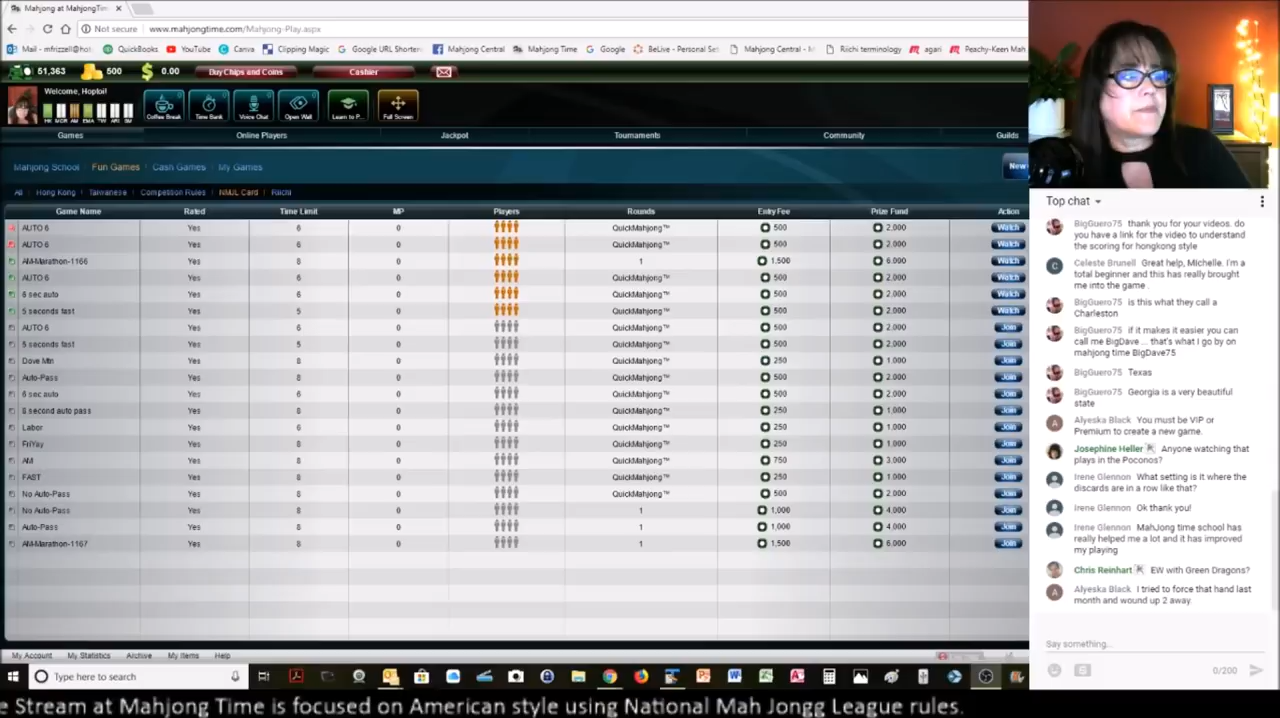 Mahjong at MahjongTim
Not secure www.mahjongtime.com/Mahjong-Play.aspx
Mail - mfrizzell@hot QuickBooks YouTube Canva Clipping Magic Google URL Shorten Mahjong Central Mahjong Time Google BeLive - Personal Set Mahjong Central - M Riichi terminology agari Peachy-Keen Mah
51,363 500 0.00 Buy Chips and Coins Cashier
Welcome, Hoptoi!
HK MCR AM EMA TW
Coffee Break Time Bank Voice Chat Open Wall Learn to P... Full Screen
Games Online Players Jackpot Tournaments Community Guilds
Mahjong School Fun Games Cash Games My Games New
All Hong Kong Taiwanese Competition Rules NMJL Card Riichi
Game Name Rated Time Limit MP Players Rounds Entry Fee Prize Fund Action
AUTO 6 Yes 6 0 QuickMahjong™ 500 2,000 Watch
AUTO 6 Yes 6 0 QuickMahjong™ 500 2,000 Watch
AM-Marathon-1166 Yes 8 0 1 1,500 6,000 Watch
AUTO 6 Yes 6 0 QuickMahjong™ 500 2,000 Watch
6 sec auto Yes 6 0 QuickMahjong™ 500 2,000 Watch
5 seconds fast Yes 5 0 QuickMahjong™ 500 2,000 Watch
AUTO 6 Yes 6 0 QuickMahjong™ 500 2,000 Join
5 seconds fast Yes 5 0 QuickMahjong™ 500 2,000 Join
Dove Mtn Yes 8 0 QuickMahjong™ 250 1,000 Join
Auto-Pass Yes 8 0 QuickMahjong™ 500 2,000 Join
6 sec auto Yes 6 0 QuickMahjong™ 500 2,000 Join
8 second auto pass Yes 8 0 QuickMahjong™ 250 1,000 Join
Labor Yes 6 0 QuickMahjong™ 250 1,000 Join
FriYay Yes 8 0 QuickMahjong™ 250 1,000 Join
AM Yes 8 0 QuickMahjong™ 750 3,000 Join
FAST Yes 8 0 QuickMahjong™ 250 1,000 Join
No Auto-Pass Yes 8 0 QuickMahjong™ 500 2,000 Join
No Auto-Pass Yes 8 0 1 1,000 4,000 Join
Auto-Pass Yes 8 0 1 1,000 4,000 Join
AM-Marathon-1167 Yes 8 0 1 1,500 6,000 Join
My Account My Statistics Archive My Items Help
Type here to search
e Stream at Mahjong Time is focused on American style using National Mah Jongg League rules.
Top chat
BigGuero75 thank you for your videos. do
you have a link for the video to understand
the scoring for hongkong style
Celeste Brunell Great help, Michelle. I'm a
total beginner and this has really brought
me into the game .
BigGuero75 is this what they call a
Charleston
BigGuero75 if it makes it easier you can
call me BigDave ... that's what I go by on
mahjong time BigDave75
BigGuero75 Texas
BigGuero75 Georgia is a very beautiful
state
Alyeska Black You must be VIP or
Premium to create a new game.
Josephine Heller Anyone watching that
plays in the Poconos?
Irene Glennon What setting is it where the
discards are in a row like that?
Irene Glennon Ok thank you!
Irene Glennon MahJong time school has
really helped me a lot and it has improved
my playing
Chris Reinhart EW with Green Dragons?
Alyeska Black I tried to force that hand last
month and wound up 2 away.
Say something...
0/200